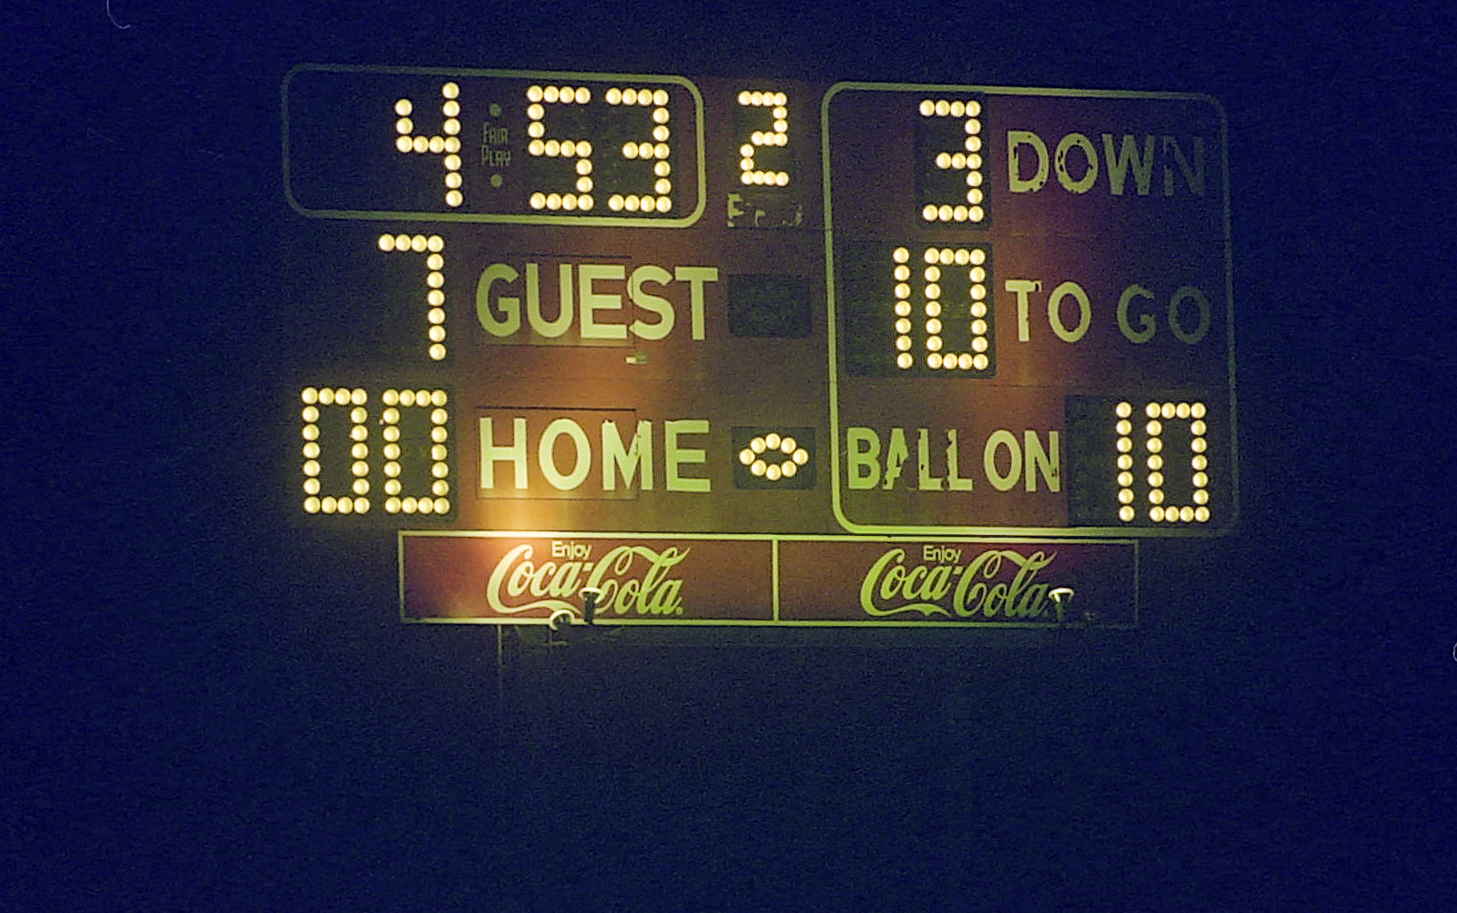 4:53 2 3 DOWN
FAIR
PLAY
7 GUEST 10 TO GO
00 HOME BALL ON 10
Enjoy Enjoy
Coca-Cola Coca-Cola